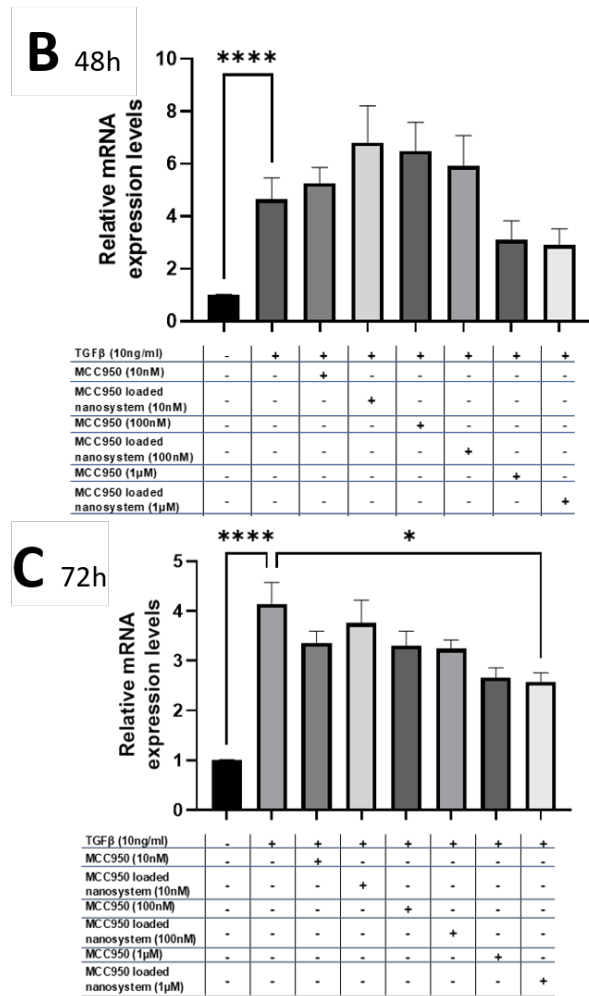 B 48h
****
10
8
6
4
2
0
Relative mRNA
expression levels
TGFβ (10ng/ml) - + + + + + + +
MCC950 (10nM) - - + - - - - -
MCC950 loaded
nanosystem (10nM) - - - + - - - -
MCC950 (100nM) - - - - + - - -
MCC950 loaded
nanosystem (100nM) - - - - - + - -
MCC950 (1μM) - - - - - - + -
MCC950 loaded
nanosystem (1μM) - - - - - - - +
C 72h
**** *
5
4
3
2
1
0
Relative mRNA
expression levels
TGFβ (10ng/ml) - + + + + + + +
MCC950 (10nM) - - + - - - - -
MCC950 loaded
nanosystem (10nM) - - - + - - - -
MCC950 (100nM) - - - - + - - -
MCC950 loaded
nanosystem (100nM) - - - - - + - -
MCC950 (1μM) - - - - - - + -
MCC950 loaded
nanosystem (1μM) - - - - - - - +